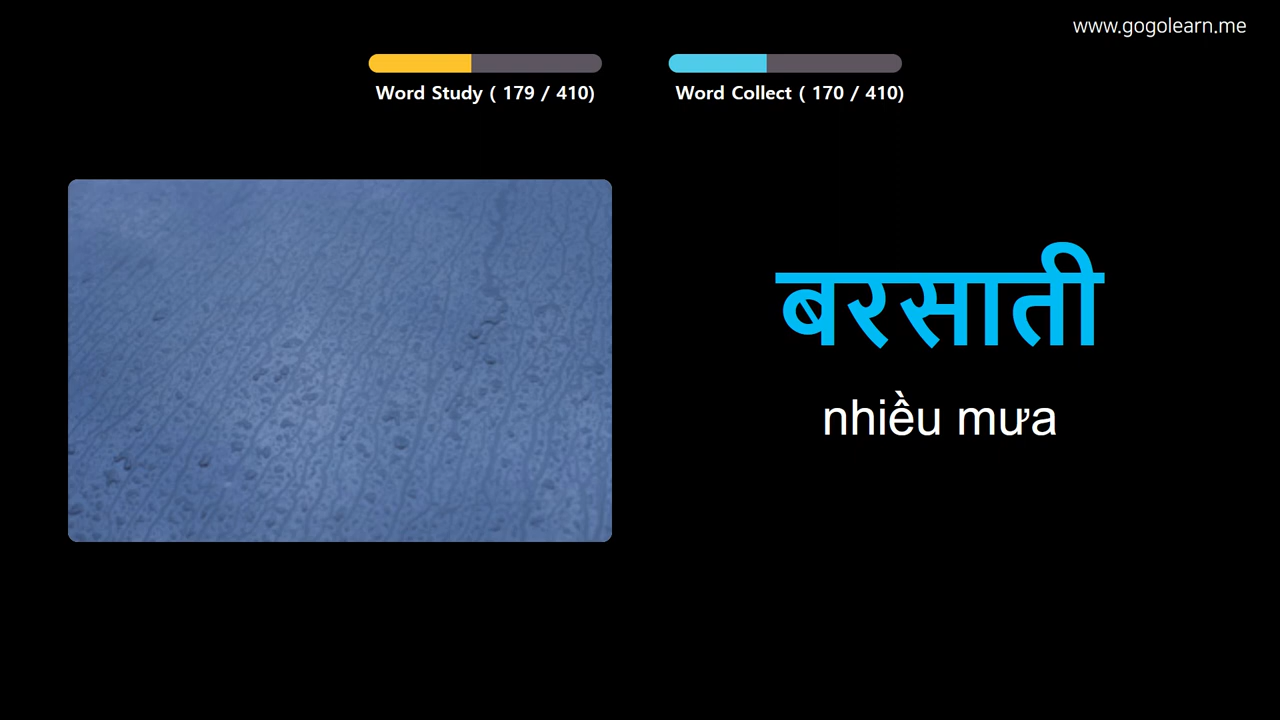 www.gogolearn.me
Word Study ( 179 / 410)
Word Collect ( 170 / 410)
बरसाती
nhiều mưa